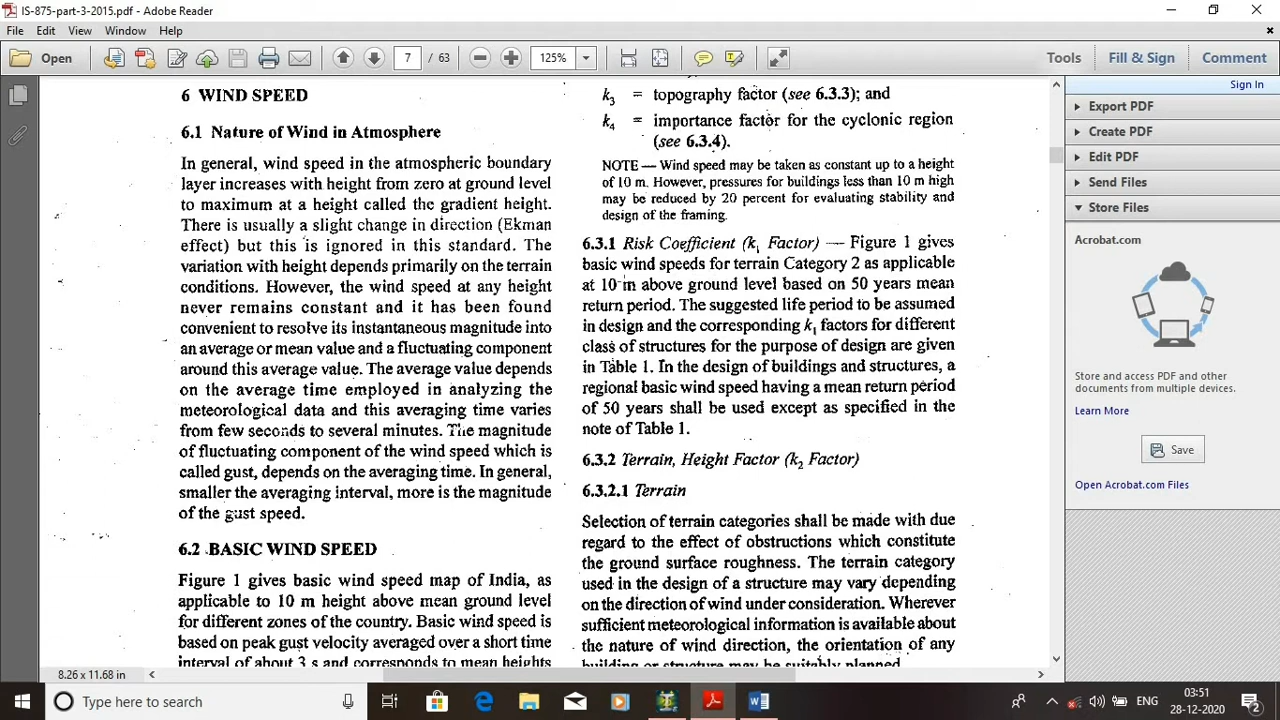 IS-875-part-3-2015.pdf - Adobe Reader
File Edit View Window Help
Open
7 / 63
125%
Tools
Fill & Sign
Comment
6 WIND SPEED
6.1 Nature of Wind in Atmosphere
In general, wind speed in the atmospheric boundary
layer increases with height from zero at ground level
to maximum at a height called the gradient height.
There is usually a slight change in direction (Ekman
effect) but this is ignored in this standard. The
variation with height depends primarily on the terrain
conditions. However, the wind speed at any height
never remains constant and it has been found
convenient to resolve its instantaneous magnitude into
an average or mean value and a fluctuating component
around this average value. The average value depends
on the average time employed in analyzing the
meteorological data and this averaging time varies
from few seconds to several minutes. The magnitude
of fluctuating component of the wind speed which is
called gust, depends on the averaging time. In general,
smaller the averaging interval, more is the magnitude
of the gust speed.
6.2 BASIC WIND SPEED
Figure 1 gives basic wind speed map of India, as
applicable to 10 m height above mean ground level
for different zones of the country. Basic wind speed is
based on peak gust velocity averaged over a short time
interval of about 3 s and corresponds to mean heights
k3 = topography factor (see 6.3.3); and
k4 = importance factor for the cyclonic region
(see 6.3.4).
NOTE — Wind speed may be taken as constant up to a height
of 10 m. However, pressures for buildings less than 10 m high
may be reduced by 20 percent for evaluating stability and
design of the framing.
6.3.1 Risk Coefficient (k1 Factor) — Figure 1 gives
basic wind speeds for terrain Category 2 as applicable
at 10 m above ground level based on 50 years mean
return period. The suggested life period to be assumed
in design and the corresponding k1 factors for different
class of structures for the purpose of design are given
in Table 1. In the design of buildings and structures, a
regional basic wind speed having a mean return period
of 50 years shall be used except as specified in the
note of Table 1.
6.3.2 Terrain, Height Factor (k2 Factor)
6.3.2.1 Terrain
Selection of terrain categories shall be made with due
regard to the effect of obstructions which constitute
the ground surface roughness. The terrain category
used in the design of a structure may vary depending
on the direction of wind under consideration. Wherever
sufficient meteorological information is available about
the nature of wind direction, the orientation of any
building or structure may be suitably planned.
Sign In
Export PDF
Create PDF
Edit PDF
Send Files
Store Files
Acrobat.com
Store and access PDF and other
documents from multiple devices.
Learn More
Save
Open Acrobat.com Files
8.26 x 11.68 in
Type here to search
ENG
03:51
28-12-2020
2